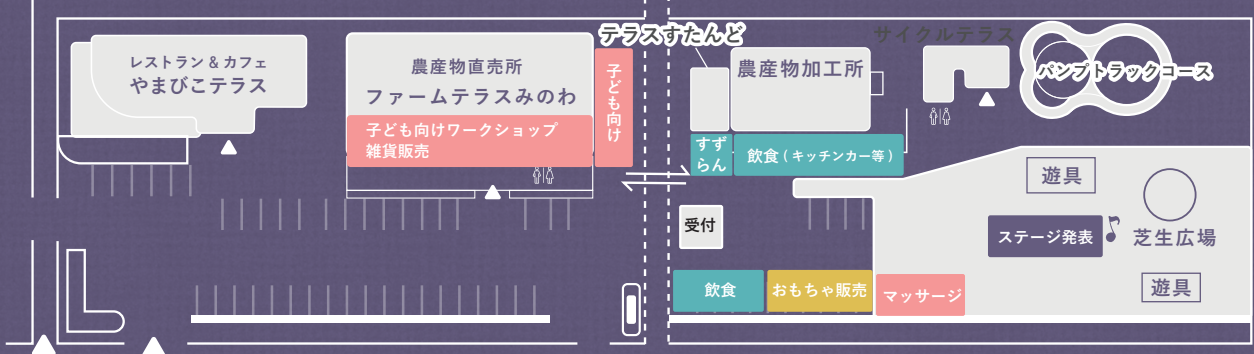 レストラン & カフェ
やまびこテラス
農産物直売所
ファームテラスみのわ
子ども向けワークショップ
雑貨販売
子ども向け
テラスすたんど
農産物加工所
すず
らん
飲食 ( キッチンカー等 )
サイクルテラス
パンプトラックコース
受付
遊具
ステージ発表
芝生広場
遊具
飲食
おもちゃ販売
マッサージ